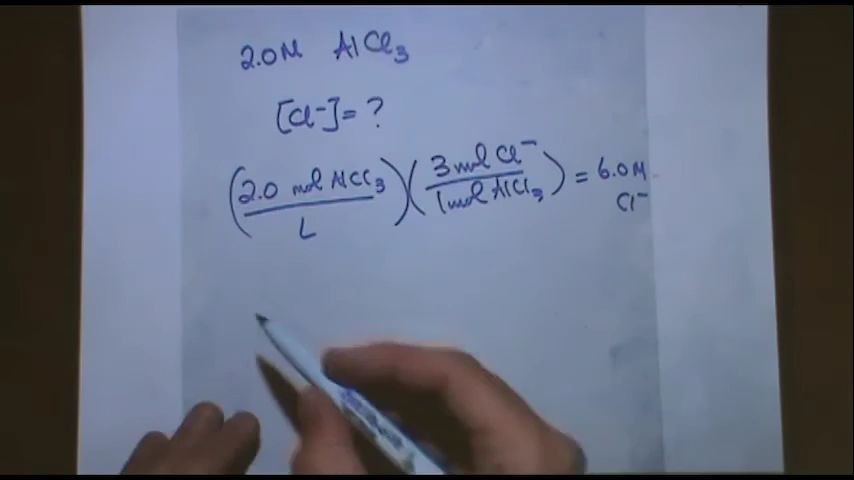 2.0M AlCl3
[Cl⁻] = ?
(2.0 mol AlCl3 / L) (3 mol Cl⁻ / 1 mol AlCl3) = 6.0 M
Cl⁻